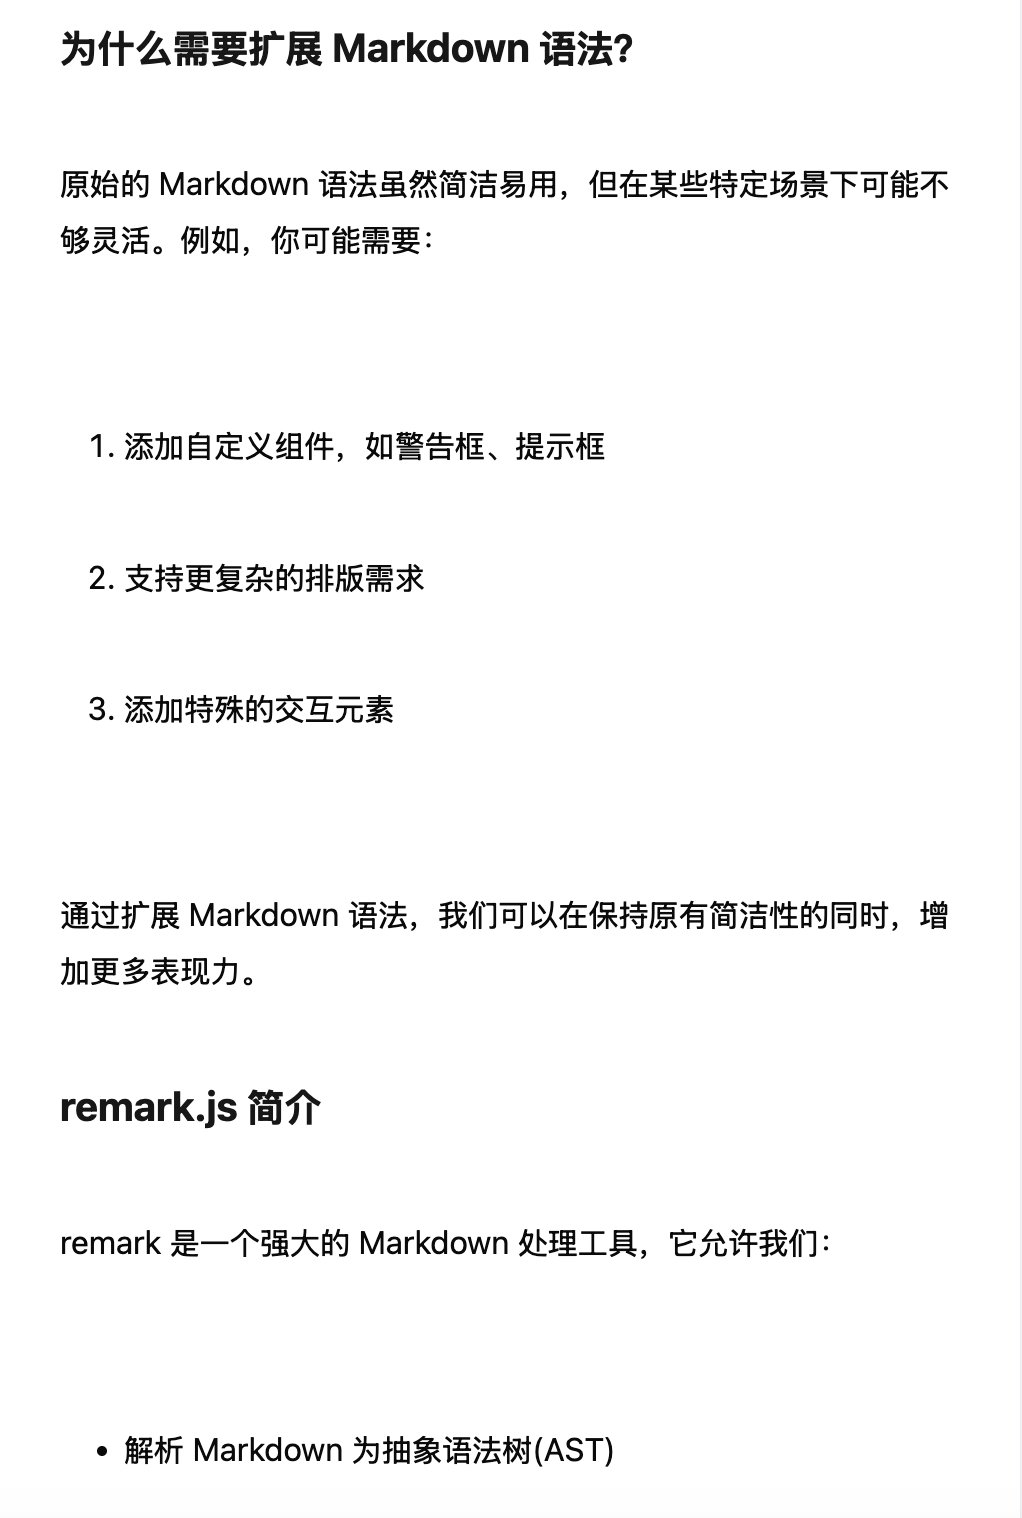 为什么需要扩展 Markdown 语法?
原始的 Markdown 语法虽然简洁易用，但在某些特定场景下可能不
够灵活。例如，你可能需要：
1. 添加自定义组件，如警告框、提示框
2. 支持更复杂的排版需求
3. 添加特殊的交互元素
通过扩展 Markdown 语法，我们可以在保持原有简洁性的同时，增
加更多表现力。
remark.js 简介
remark 是一个强大的 Markdown 处理工具，它允许我们：
• 解析 Markdown 为抽象语法树(AST)